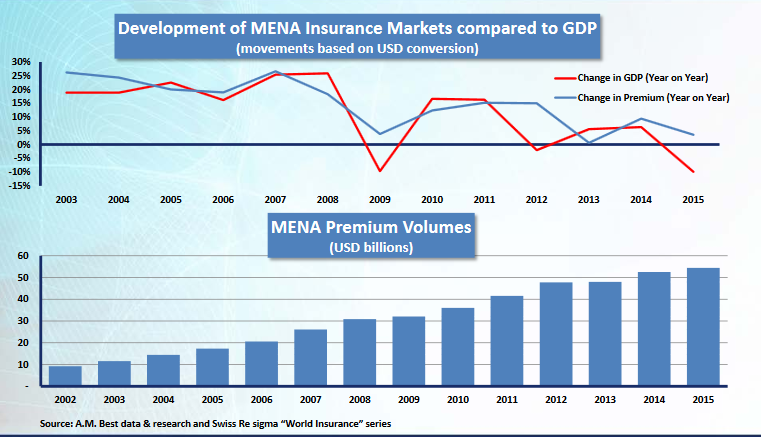 Development of MENA Insurance Markets compared to GDP
(movements based on USD conversion)
30%
25%
20%
15%
10%
5%
0%
-5%
-10%
-15%
Change in GDP (Year on Year)
Change in Premium (Year on Year)
2003 2004 2005 2006 2007 2008 2009 2010 2011 2012 2013 2014 2015
MENA Premium Volumes
(USD billions)
60
50
40
30
20
10
-
2002 2003 2004 2005 2006 2007 2008 2009 2010 2011 2012 2013 2014 2015
Source: A.M. Best data & research and Swiss Re sigma “World Insurance” series